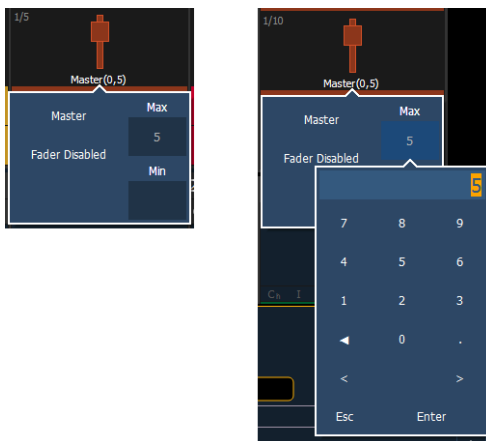 1/5
Master(0,5)
Master
Max
5
Fader Disabled
Min
1/10
Master(0,5)
Master
Max
5
Fader Disabled
5
7 8 9
4 5 6
1 2 3
◄ 0 .
< >
Esc Enter
Ch I